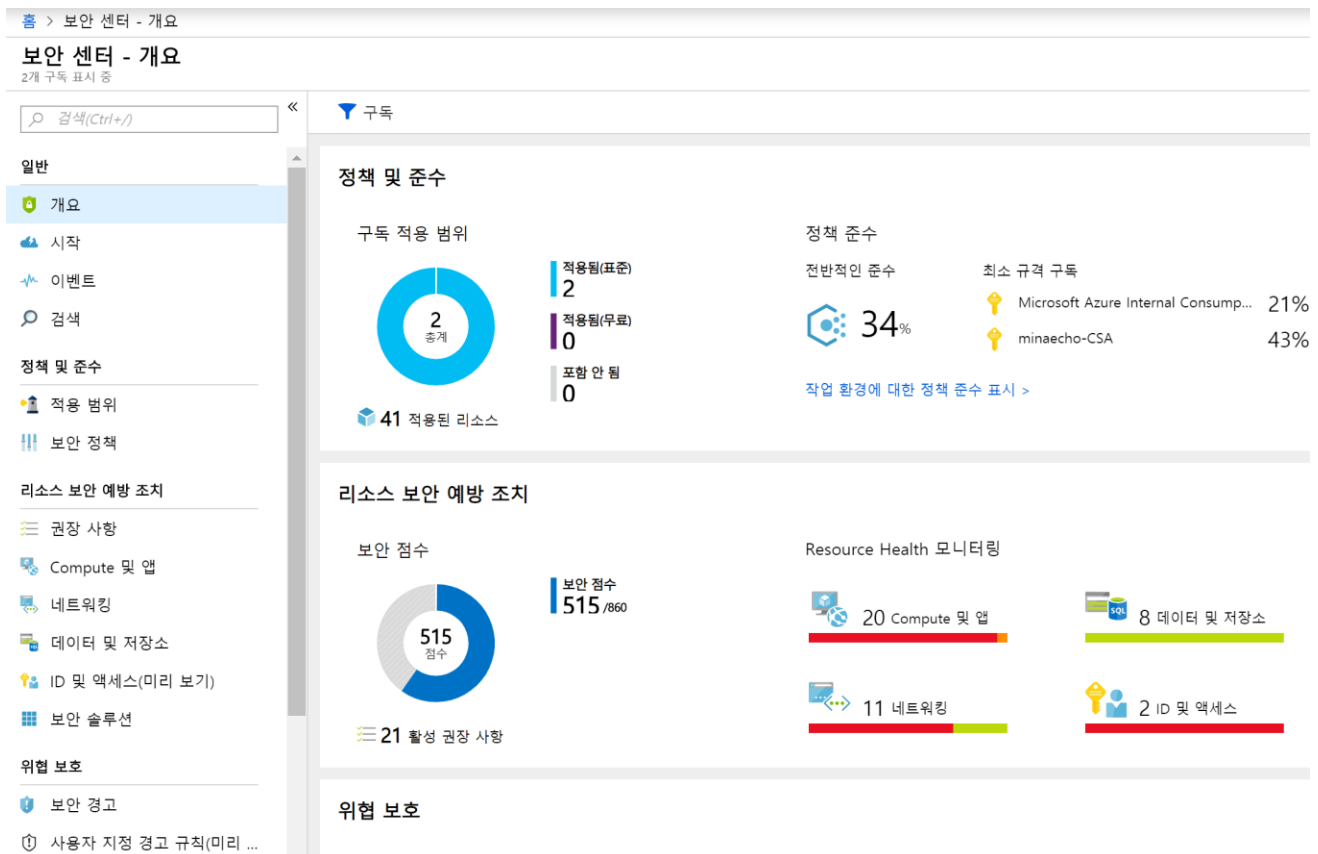 홈 > 보안 센터 - 개요
보안 센터 - 개요
2개 구독 표시 중
검색(Ctrl+/)
«
일반
개요
시작
이벤트
검색
정책 및 준수
적용 범위
보안 정책
리소스 보안 예방 조치
권장 사항
Compute 및 앱
네트워킹
데이터 및 저장소
ID 및 액세스(미리 보기)
보안 솔루션
위협 보호
보안 경고
사용자 지정 경고 규칙(미리 ...
구독
정책 및 준수
구독 적용 범위
2
총계
적용됨(표준)
2
적용됨(무료)
0
포함 안 됨
0
41 적용된 리소스
정책 준수
전반적인 준수
34%
최소 규격 구독
Microsoft Azure Internal Consump... 21%
minaecho-CSA 43%
작업 환경에 대한 정책 준수 표시 >
리소스 보안 예방 조치
보안 점수
515
점수
보안 점수
515 /860
21 활성 권장 사항
Resource Health 모니터링
20 Compute 및 앱
SQL
8 데이터 및 저장소
11 네트워킹
2 ID 및 액세스
위협 보호